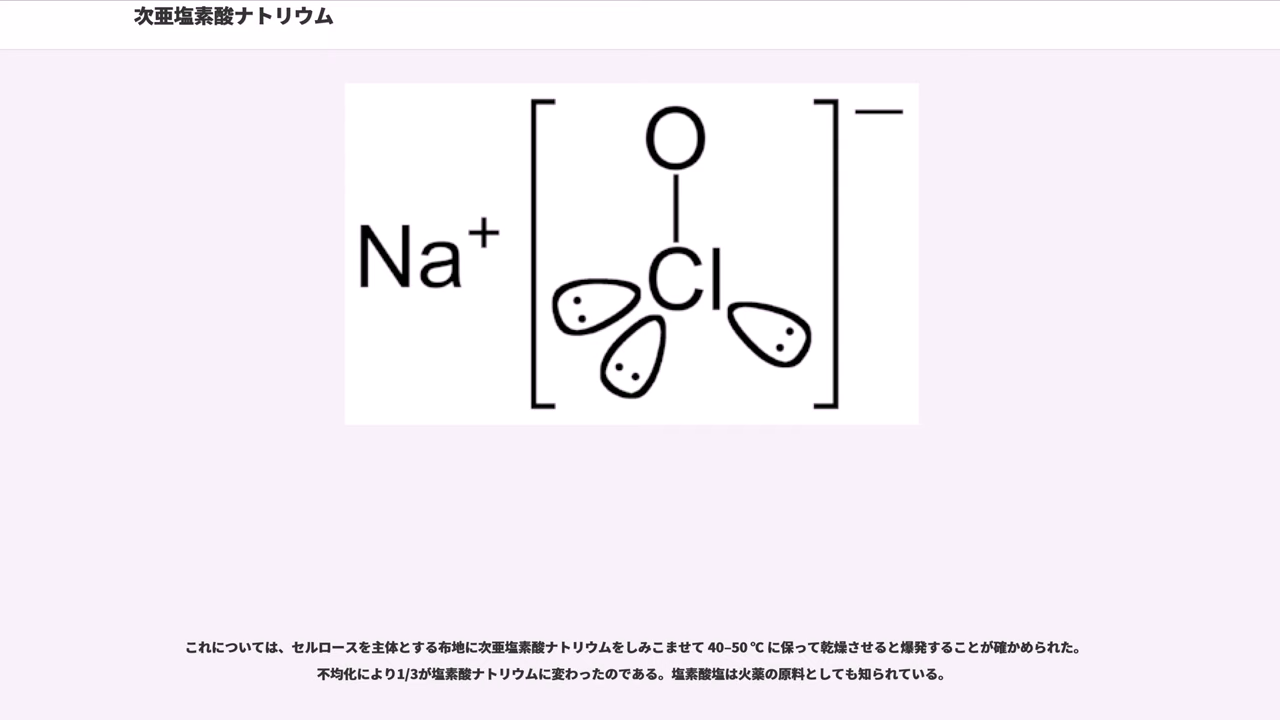 次亜塩素酸ナトリウム
O
Na+
Cl
これについては、セルロースを主体とする布地に次亜塩素酸ナトリウムをしみこませて 40–50 ℃ に保って乾燥させると爆発することが確かめられた。
不均化により1/3が塩素酸ナトリウムに変わったのである。塩素酸塩は火薬の原料としても知られている。